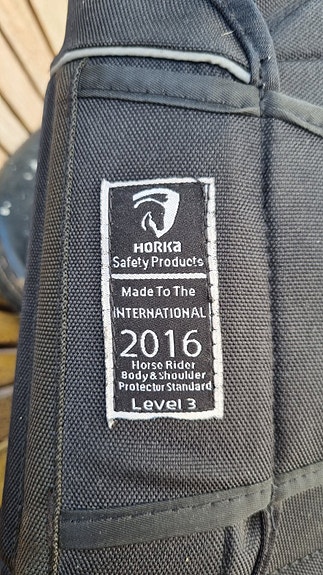 HORKa
Safety Products
Made To The
INTERNATIONAL
2016
Horse Rider
Body & Shoulder
Protector Standard
Level 3